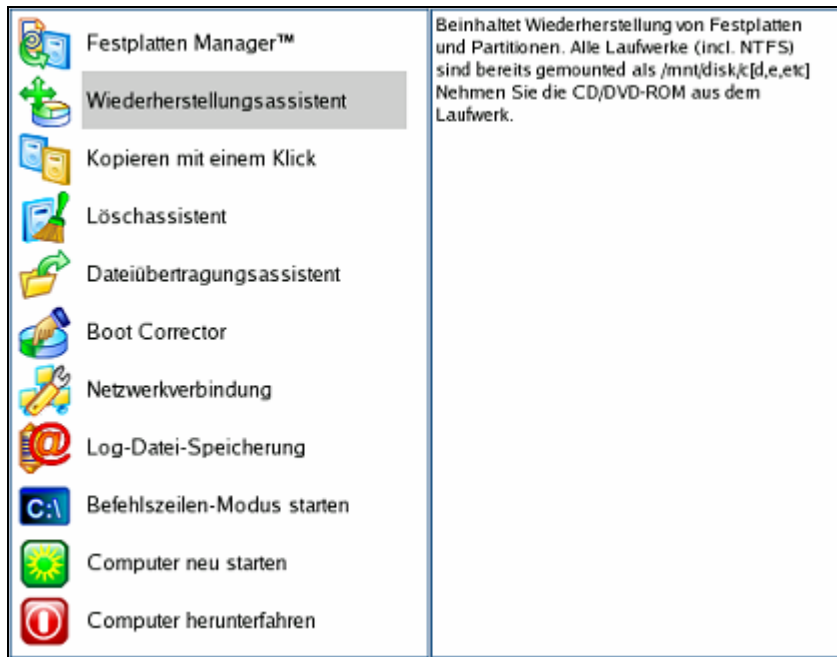 Festplatten Manager™
Wiederherstellungsassistent
Kopieren mit einem Klick
Löschassistent
Dateiübertragungsassistent
Boot Corrector
Netzwerkverbindung
Log-Datei-Speicherung
C:\
Befehlszeilen-Modus starten
Computer neu starten
Computer herunterfahren
Beinhaltet Wiederherstellung von Festplatten
und Partitionen. Alle Laufwerke (incl. NTFS)
sind bereits gemounted als /mnt/disk/c[d,e,etc]
Nehmen Sie die CD/DVD-ROM aus dem
Laufwerk.